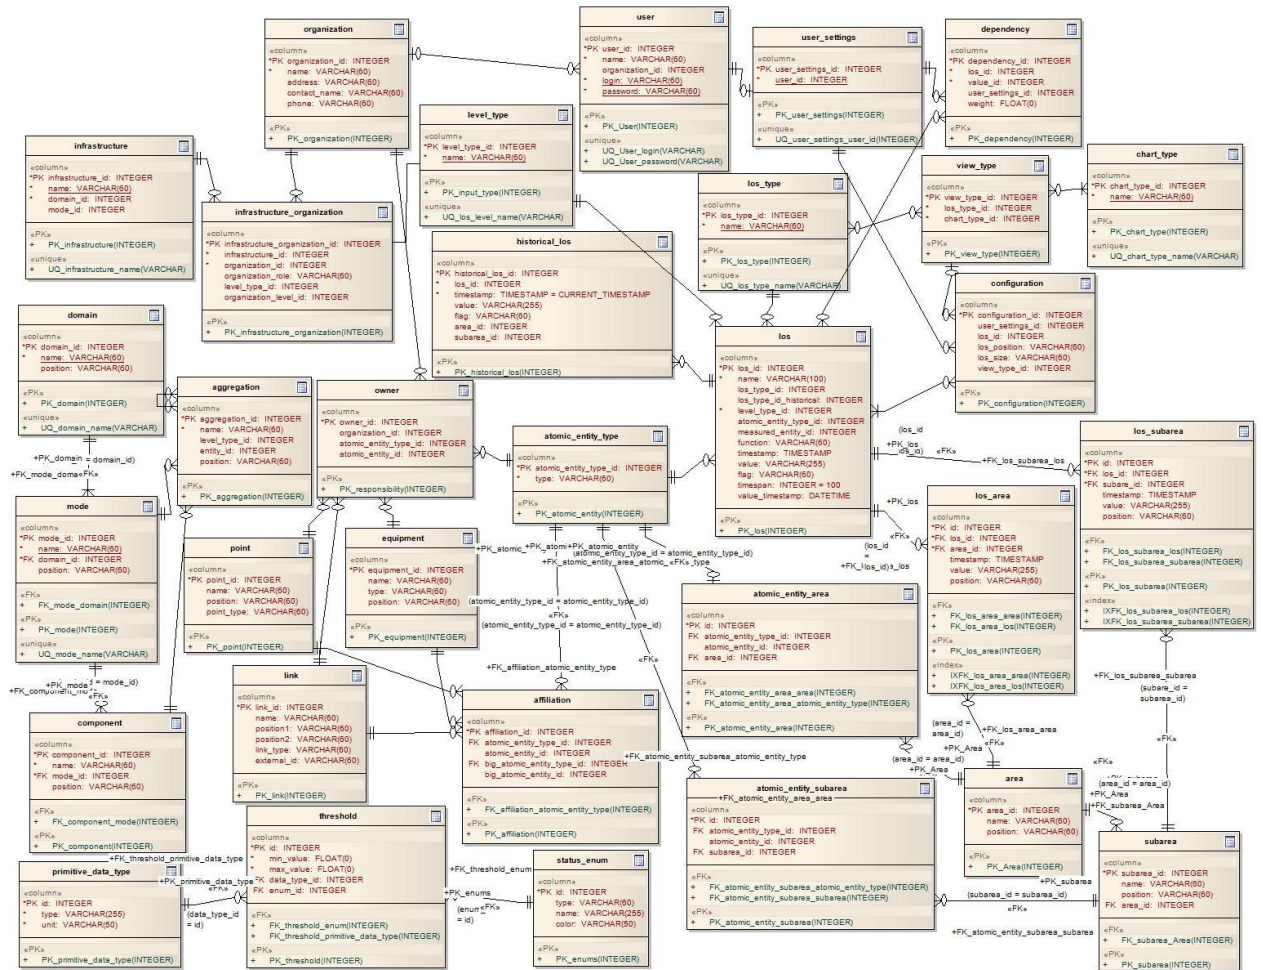 organization
«column»
*PK organization_id: INTEGER
* name: VARCHAR(60)
address: VARCHAR(60)
contact_name: VARCHAR(60)
phone: VARCHAR(60)
«PK»
+ PK_organization(INTEGER)
user
«column»
*PK user_id: INTEGER
* name: VARCHAR(60)
organization_id: INTEGER
* login: VARCHAR(60)
* password: VARCHAR(60)
«PK»
+ PK_User(INTEGER)
«unique»
+ UQ_User_login(VARCHAR)
+ UQ_User_password(VARCHAR)
user_settings
«column»
*PK user_settings_id: INTEGER
* user_id: INTEGER
«PK»
+ PK_user_settings(INTEGER)
«unique»
+ UQ_user_settings_user_id(INTEGER)
dependency
«column»
*PK dependency_id: INTEGER
* los_id: INTEGER
* value_id: INTEGER
user_settings_id: INTEGER
weight: FLOAT(0)
«PK»
+ PK_dependency(INTEGER)
level_type
«column»
*PK level_type_id: INTEGER
* name: VARCHAR(60)
«PK»
+ PK_input_type(INTEGER)
«unique»
+ UQ_los_level_name(VARCHAR)
infrastructure
«column»
*PK infrastructure_id: INTEGER
* name: VARCHAR(60)
* domain_id: INTEGER
mode_id: INTEGER
«PK»
+ PK_infrastructure(INTEGER)
«unique»
+ UQ_infrastructure_name(VARCHAR)
infrastructure_organization
«column»
*PK infrastructure_organization_id: INTEGER
* infrastructure_id: INTEGER
* organization_id: INTEGER
organization_role: VARCHAR(60)
level_type_id: INTEGER
organization_level_id: INTEGER
«PK»
+ PK_infrastructure_organization(INTEGER)
los_type
«column»
*PK los_type_id: INTEGER
* name: VARCHAR(60)
«PK»
+ PK_los_type(INTEGER)
«unique»
+ UQ_los_type_name(VARCHAR)
view_type
«column»
*PK view_type_id: INTEGER
* los_type_id: INTEGER
* chart_type_id: INTEGER
«PK»
+ PK_view_type(INTEGER)
chart_type
«column»
*PK chart_type_id: INTEGER
* name: VARCHAR(60)
«PK»
+ PK_chart_type(INTEGER)
«unique»
+ UQ_chart_type_name(VARCHAR)
historical_los
«column»
*PK historical_los_id: INTEGER
* los_id: INTEGER
* timestamp: TIMESTAMP = CURRENT_TIMESTAMP
value: VARCHAR(255)
flag: VARCHAR(60)
area_id: INTEGER
subarea_id: INTEGER
«PK»
+ PK_historical_los(INTEGER)
configuration
«column»
*PK configuration_id: INTEGER
user_settings_id: INTEGER
los_id: INTEGER
los_position: VARCHAR(60)
los_size: VARCHAR(60)
view_type_id: INTEGER
«PK»
+ PK_configuration(INTEGER)
domain
«column»
*PK domain_id: INTEGER
* name: VARCHAR(60)
position: VARCHAR(60)
«PK»
+ PK_domain(INTEGER)
«unique»
+ UQ_domain_name(VARCHAR)
aggregation
«column»
*PK aggregation_id: INTEGER
* name: VARCHAR(60)
level_type_id: INTEGER
entity_id: INTEGER
position: VARCHAR(60)
«PK»
+ PK_aggregation(INTEGER)
owner
«column»
*PK owner_id: INTEGER
organization_id: INTEGER
atomic_entity_type_id: INTEGER
atomic_entity_id: INTEGER
«PK»
+ PK_responsibility(INTEGER)
los
«column»
*PK los_id: INTEGER
* name: VARCHAR(100)
los_type_id: INTEGER
los_type_id_historical: INTEGER
* level_type_id: INTEGER
atomic_entity_type_id: INTEGER
measured_entity_id: INTEGER
function: VARCHAR(60)
timestamp: TIMESTAMP
value: VARCHAR(255)
flag: VARCHAR(60)
timespan: INTEGER = 100
value_timestamp: DATETIME
«PK»
+ PK_los(INTEGER)
atomic_entity_type
«column»
*PK atomic_entity_type_id: INTEGER
* type: VARCHAR(60)
«PK»
+ PK_atomic_entity(INTEGER)
los_subarea
«column»
*PK id: INTEGER
*FK los_id: INTEGER
*FK subare_id: INTEGER
timestamp: TIMESTAMP
value: VARCHAR(255)
position: VARCHAR(60)
«FK»
+ FK_los_subarea_los(INTEGER)
+ FK_los_subarea_subarea(INTEGER)
«PK»
+ PK_los_subarea(INTEGER)
«index»
+ IXFK_los_subarea_los(INTEGER)
+ IXFK_los_subarea_subarea(INTEGER)
(los_id
+PK_los
«FK»
+FK_los_subarea_los
+PK_domain
= domain_id)
mode
«column»
*PK mode_id: INTEGER
* name: VARCHAR(60)
*FK domain_id: INTEGER
position: VARCHAR(60)
«FK»
+ FK_mode_domain(INTEGER)
«PK»
+ PK_mode(INTEGER)
«unique»
+ UQ_mode_name(VARCHAR)
point
«column»
*PK point_id: INTEGER
name: VARCHAR(60)
position: VARCHAR(60)
point_type: VARCHAR(60)
«PK»
+ PK_point(INTEGER)
equipment
«column»
*PK equipment_id: INTEGER
name: VARCHAR(60)
type: VARCHAR(60)
position: VARCHAR(60)
«PK»
+ PK_equipment(INTEGER)
+PK_atomic_entity
(atomic_entity_type_id = atomic_entity_type_id)
(atomic_entity_type_id = atomic_entity_type_id)
«FK»
(atomic_entity_type_id = atomic_entity_type_id)
+FK_affiliation_atomic_entity_type
«FK»
los_area
«column»
*PK id: INTEGER
*FK los_id: INTEGER
*FK area_id: INTEGER
timestamp: TIMESTAMP
value: VARCHAR(255)
position: VARCHAR(60)
«FK»
+ FK_los_area_area(INTEGER)
+ FK_los_area_los(INTEGER)
«PK»
+ PK_los_area(INTEGER)
«index»
+ IXFK_los_area_area(INTEGER)
+ IXFK_los_area_los(INTEGER)
+PK_los
«FK»
(los_id
=
atomic_entity_area
«column»
*PK id: INTEGER
FK atomic_entity_type_id: INTEGER
atomic_entity_id: INTEGER
FK area_id: INTEGER
«FK»
+ FK_atomic_entity_area_area(INTEGER)
+ FK_atomic_entity_area_atomic_entity_type(INTEGER)
«PK»
+ PK_atomic_entity_area(INTEGER)
+PK_mode
= mode_id)
«FK»
link
«column»
*PK link_id: INTEGER
name: VARCHAR(60)
position1: VARCHAR(60)
position2: VARCHAR(60)
link_type: VARCHAR(60)
external_id: VARCHAR(60)
«PK»
+ PK_link(INTEGER)
affiliation
«column»
*PK affiliation_id: INTEGER
FK atomic_entity_type_id: INTEGER
atomic_entity_id: INTEGER
FK big_atomic_entity_type_id: INTEGER
big_atomic_entity_id: INTEGER
«FK»
+ FK_affiliation_atomic_entity_type(INTEGER)
«PK»
+ PK_affiliation(INTEGER)
+FK_los_subarea_subarea
(subare_id =
subarea_id)
«FK»
component
«column»
*PK component_id: INTEGER
* name: VARCHAR(60)
*FK mode_id: INTEGER
position: VARCHAR(60)
«FK»
+ FK_component_mode(INTEGER)
«PK»
+ PK_component(INTEGER)
+FK_los_area_area
(area_id =
area_id)
«FK»
+PK_Area
(area_id = area_id)
+PK_Area
+FK_atomic_entity_subarea_atomic_entity_type
atomic_entity_subarea
+FK_atomic_entity_area_area
«column»
*PK id: INTEGER
FK atomic_entity_type_id: INTEGER
atomic_entity_id: INTEGER
FK subarea_id: INTEGER
«FK»
+ FK_atomic_entity_subarea_atomic_entity_type(INTEGER)
+ FK_atomic_entity_subarea_subarea(INTEGER)
«PK»
+ PK_atomic_entity_subarea(INTEGER)
area
«column»
*PK area_id: INTEGER
name: VARCHAR(60)
position: VARCHAR(60)
«PK»
+ PK_Area(INTEGER)
«FK»
(area_id = area_id)
+PK_Area
+FK_subarea_Area
subarea
«column»
*PK subarea_id: INTEGER
name: VARCHAR(60)
position: VARCHAR(60)
FK area_id: INTEGER
«FK»
+ FK_subarea_Area(INTEGER)
«PK»
+ PK_subarea(INTEGER)
+PK_subarea
(subarea_id = subarea_id)
«FK»
+FK_atomic_entity_subarea_subarea
threshold
«column»
*PK id: INTEGER
* min_value: FLOAT(0)
* max_value: FLOAT(0)
FK data_type_id: INTEGER
FK enum_id: INTEGER
«FK»
+ FK_threshold_enum(INTEGER)
+ FK_threshold_primitive_data_type(INTEGER)
«PK»
+ PK_threshold(INTEGER)
+FK_threshold_primitive_data_type
primitive_data_type
«column»
*PK id: INTEGER
* type: VARCHAR(255)
* unit: VARCHAR(50)
«PK»
+ PK_primitive_data_type(INTEGER)
+PK_primitive_data_type
(data_type_id
= id)
+FK_threshold_enum
+PK_enums
«FK»
= id)
status_enum
«column»
*PK id: INTEGER
type: VARCHAR(60)
name: VARCHAR(255)
color: VARCHAR(50)
«PK»
+ PK_enums(INTEGER)